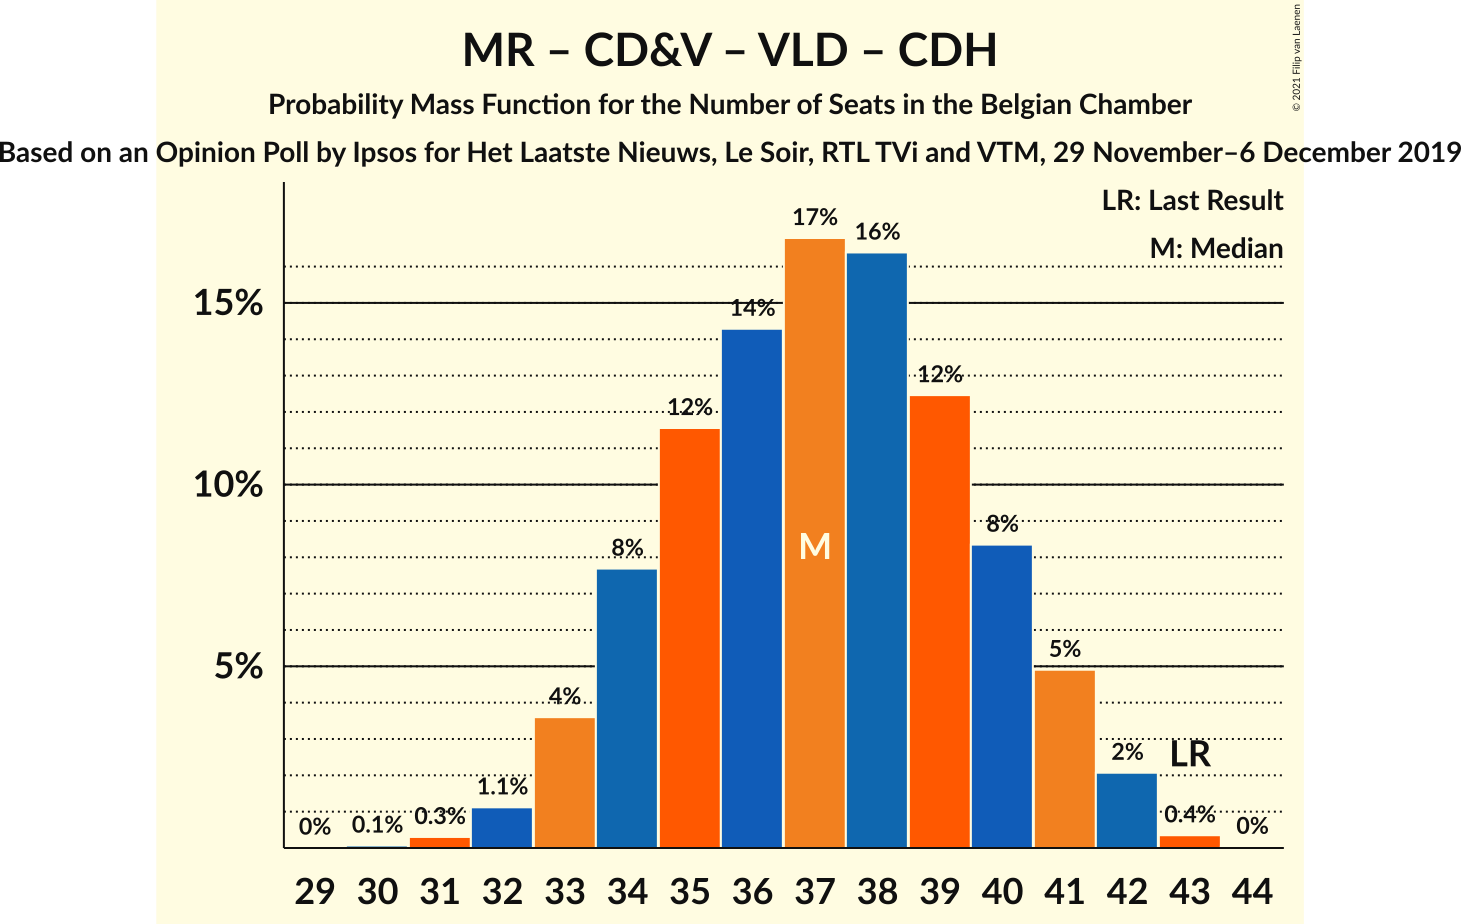 MR – CD&V – VLD – CDH
Probability Mass Function for the Number of Seats in the Belgian Chamber
Based on an Opinion Poll by Ipsos for Het Laatste Nieuws, Le Soir, RTL TVi and VTM, 29 November–6 December 2019
© 2021 Filip van Laenen
LR: Last Result
M: Median
15%
10%
5%
0%
0.1%
0.3%
1.1%
4%
8%
12%
14%
17%
16%
12%
8%
5%
2%
0.4%
0%
M
LR
29 30 31 32 33 34 35 36 37 38 39 40 41 42 43 44